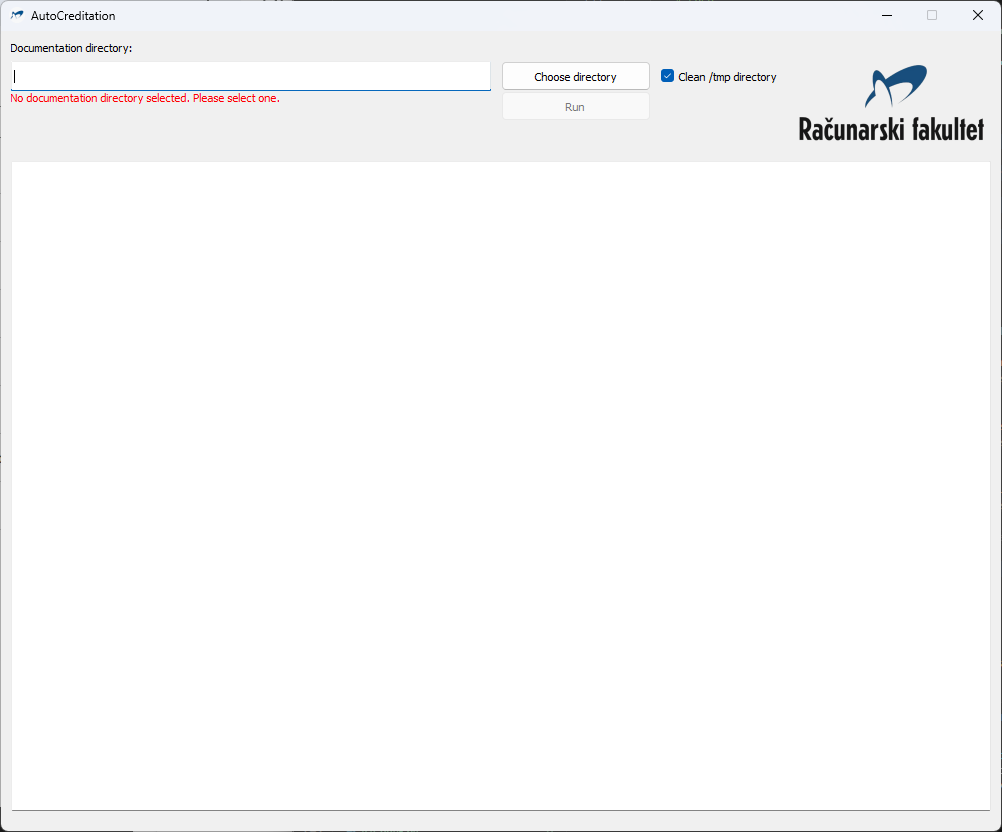 AutoCreditation
Documentation directory:
Choose directory
Clean /tmp directory
No documentation directory selected. Please select one.
Run
Računarski fakultet